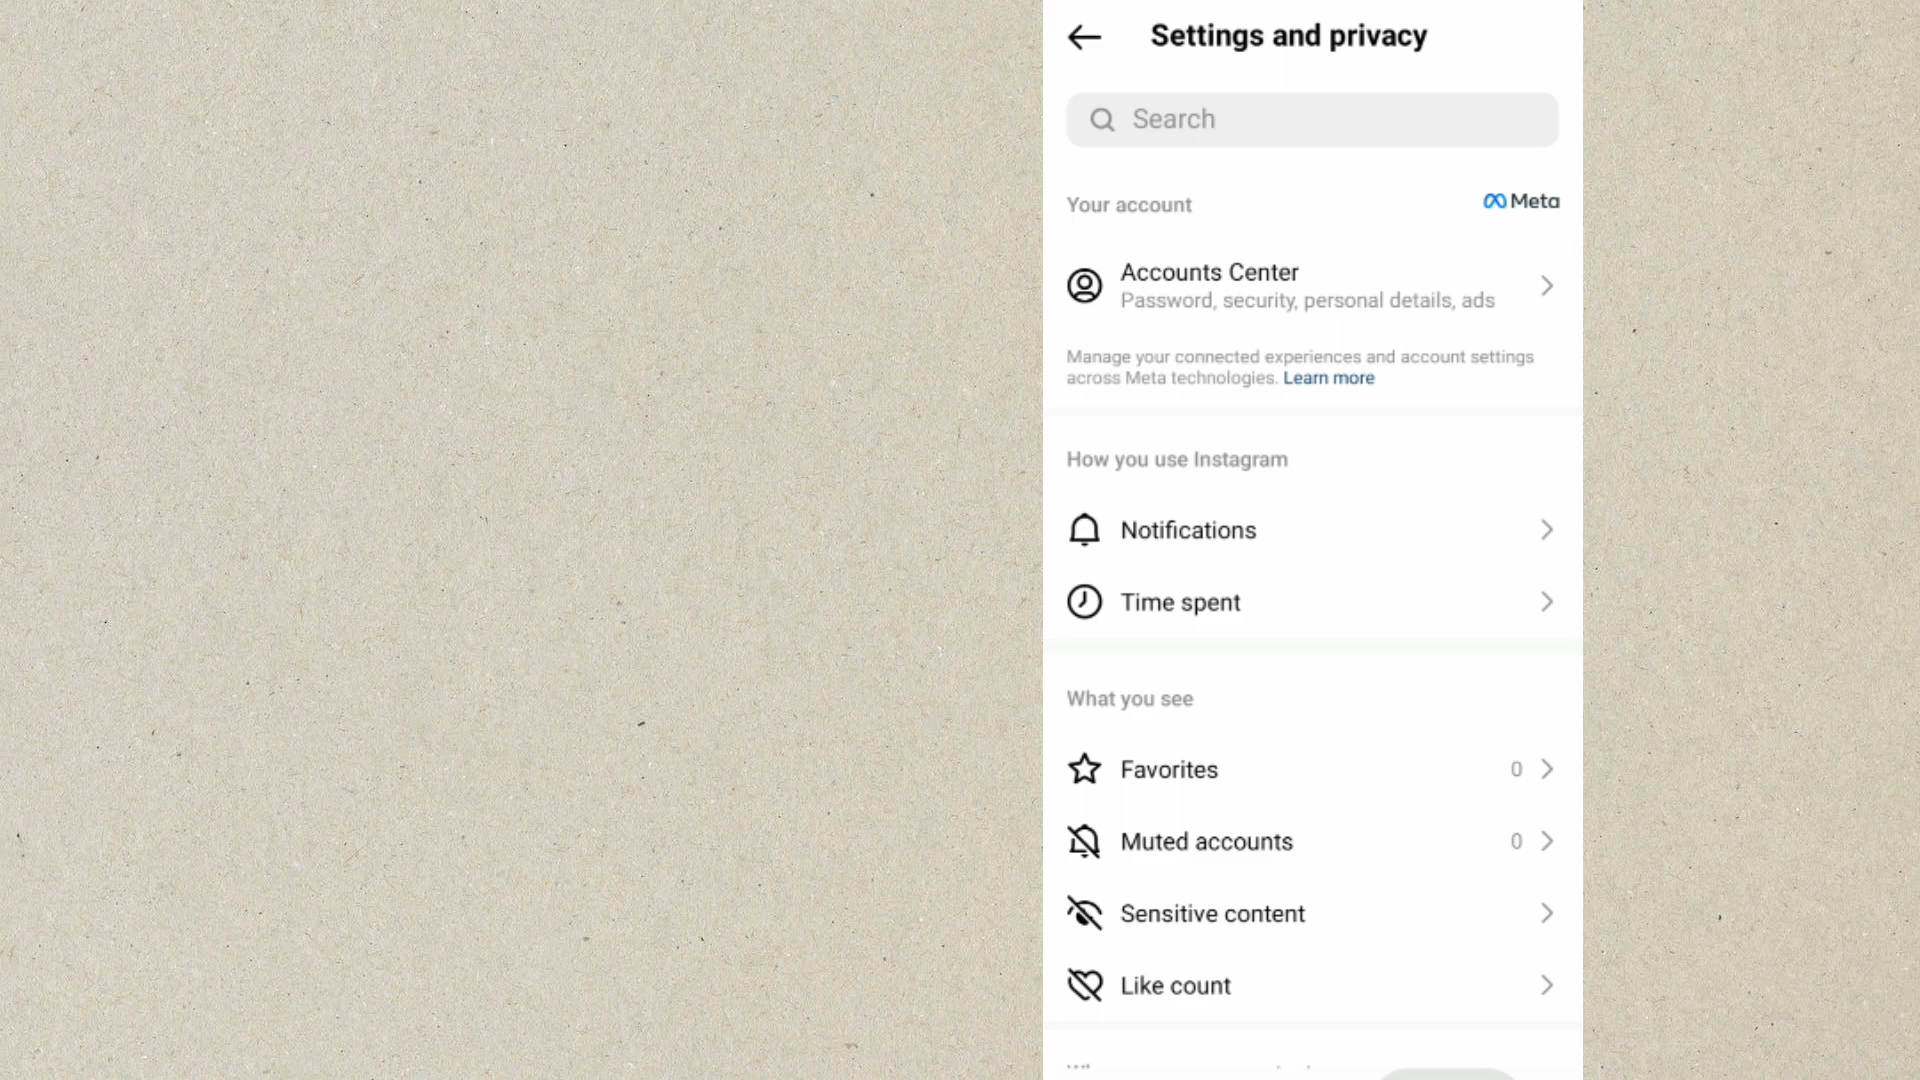 Settings and privacy
Search
Your account
Meta
Accounts Center
Password, security, personal details, ads
Manage your connected experiences and account settings
across Meta technologies. Learn more
How you use Instagram
Notifications
Time spent
What you see
Favorites 0
Muted accounts 0
Sensitive content
Like count